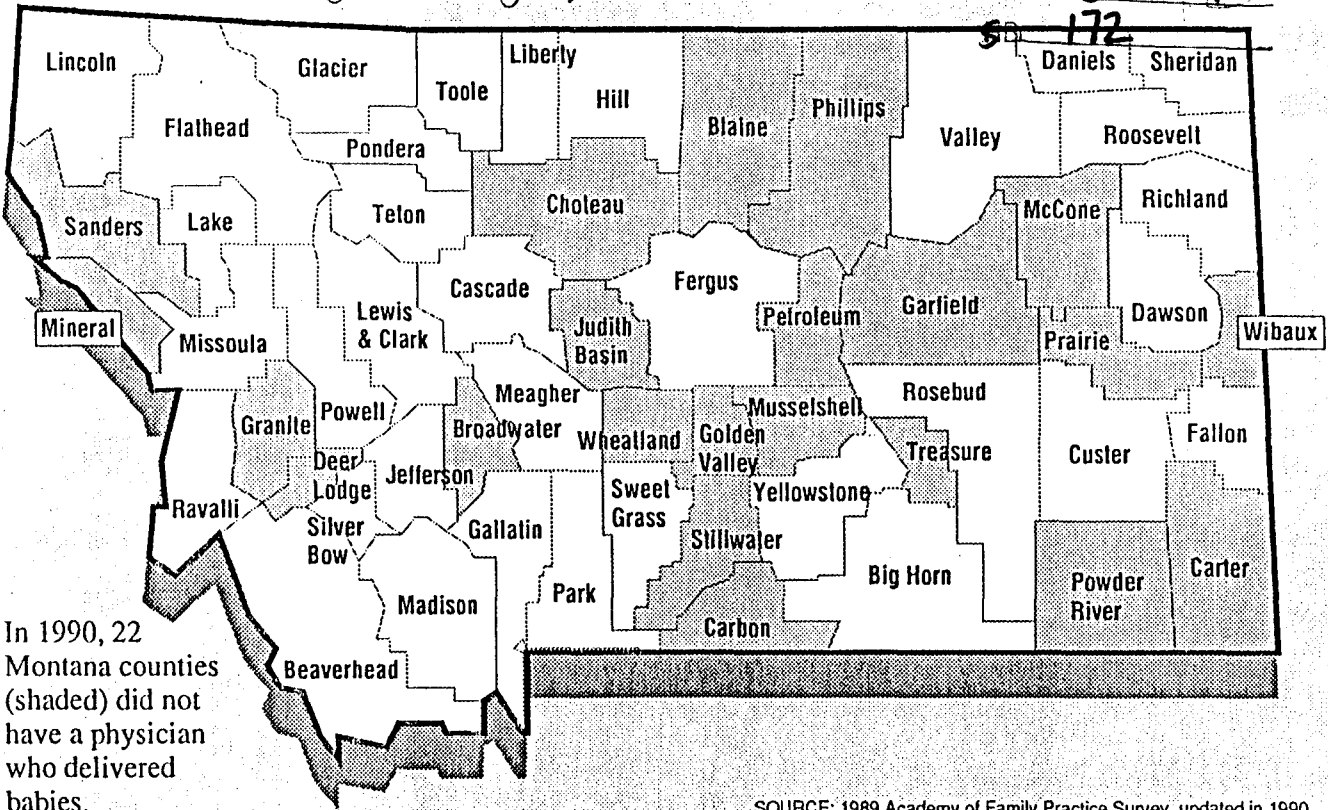 172
Lincoln
Glacier
Toole
Liberty
Hill
Blaine
Phillips
Daniels
Sheridan
Flathead
Pondera
Valley
Roosevelt
Sanders
Lake
Teton
Choteau
McCone
Richland
Cascade
Fergus
Garfield
Dawson
Mineral
Missoula
Lewis
& Clark
Judith
Basin
Petroleum
Prairie
Wibaux
Granite
Powell
Meagher
Broadwater
Wheatland
Golden
Valley
Musselshell
Rosebud
Treasure
Custer
Fallon
Ravalli
Deer
Lodge
Jefferson
Silver
Bow
Gallatin
Sweet
Grass
Yellowstone
Stillwater
Big Horn
Madison
Park
Carbon
Powder
River
Carter
Beaverhead
In 1990, 22
Montana counties
(shaded) did not
have a physician
who delivered
babies.
SOURCE: 1989 Academy of Family Practice Survey, updated in 1990